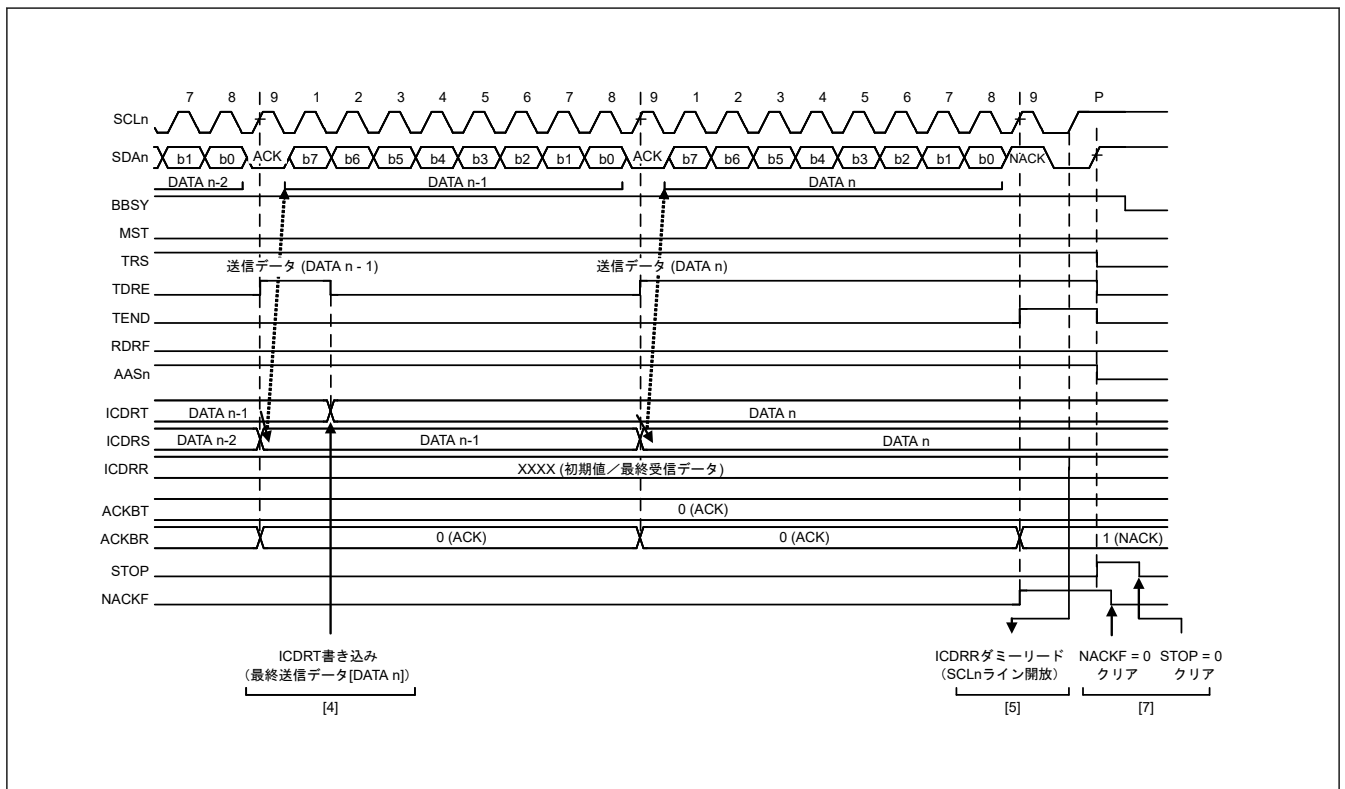 7 8 9 1 2 3 4 5 6 7 8 9 1 2 3 4 5 6 7 8 9 P
SCLn
SDAn b1 b0 ACK b7 b6 b5 b4 b3 b2 b1 b0 ACK b7 b6 b5 b4 b3 b2 b1 b0 NACK
DATA n-2 DATA n-1 DATA n
BBSY
MST
TRS
送信データ (DATA n - 1) 送信データ (DATA n)
TDRE
TEND
RDRF
AASn
ICDRT DATA n-1 DATA n
ICDRS DATA n-2 DATA n-1 DATA n
ICDRR XXXX (初期値／最終受信データ)
ACKBT 0 (ACK)
ACKBR 0 (ACK) 0 (ACK) 1 (NACK)
STOP
NACKF
ICDRT書き込み ICDRRダミーリード NACKF = 0 STOP = 0
（最終送信データ[DATA n]） （SCLnライン開放） クリア クリア
[4] [5] [7]